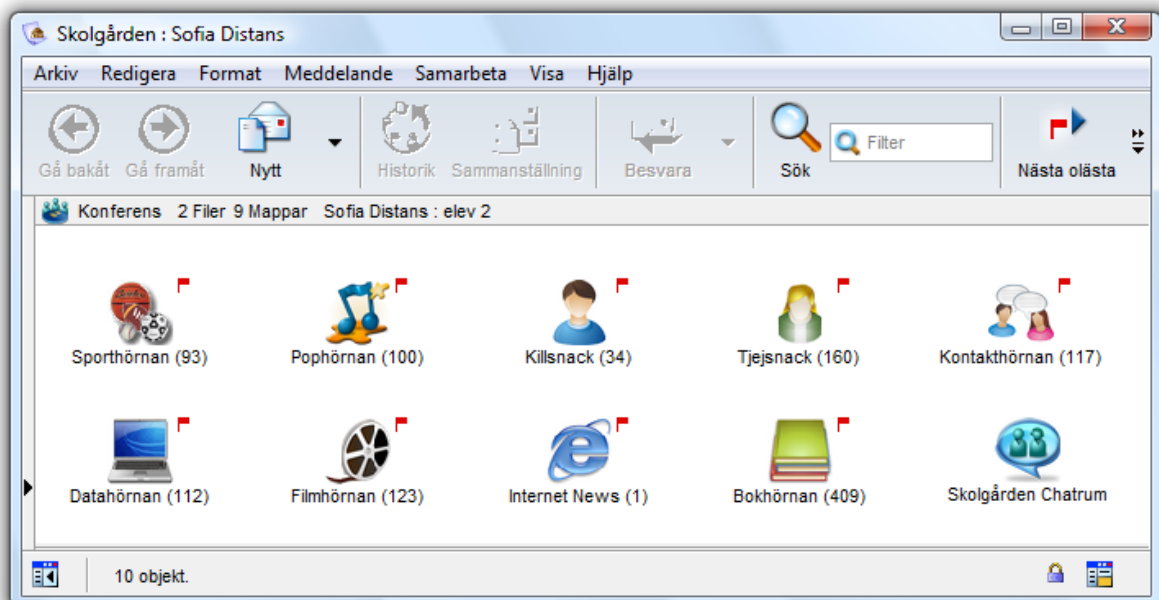 Skolgården : Sofia Distans
Arkiv Redigera Format Meddelande Samarbeta Visa Hjälp
Gå bakåt Gå framåt Nytt Historik Sammanställning Besvara Sök Filter Nästa olästa
Konferens 2 Filer 9 Mappar Sofia Distans : elev 2
Sporthörnan (93) Pophörnan (100) Killsnack (34) Tjejsnack (160) Kontakthörnan (117)
Datahörnan (112) Filmhörnan (123) Internet News (1) Bokhörnan (409) Skolgården Chatrum
10 objekt.